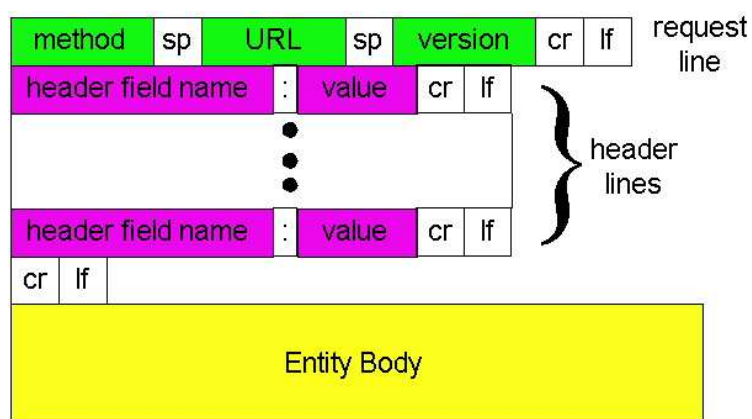 method sp URL sp version cr lf request line
header field name : value cr lf
header lines
header field name : value cr lf
cr lf
Entity Body